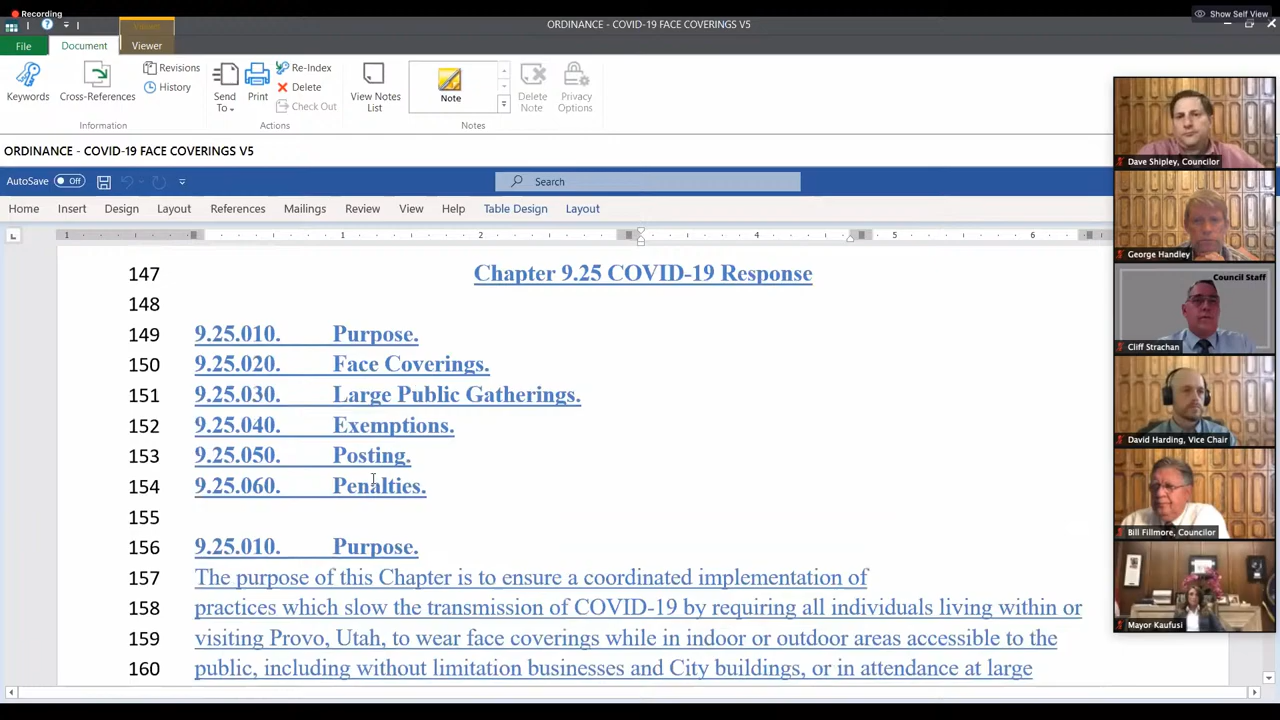 Recording
Show Self View
Viewer
ORDINANCE - COVID-19 FACE COVERINGS V5
File
Document
Viewer
Keywords
Cross-References
Revisions
History
Information
Send To
Print
Re-Index
Delete
Check Out
Actions
View Notes List
Note
Delete Note
Privacy Options
Notes
ORDINANCE - COVID-19 FACE COVERINGS V5
AutoSave Off
Search
Home Insert Design Layout References Mailings Review View Help Table Design Layout
1 1 2 4 5 6
147 Chapter 9.25 COVID-19 Response
148
149 9.25.010. Purpose.
150 9.25.020. Face Coverings.
151 9.25.030. Large Public Gatherings.
152 9.25.040. Exemptions.
153 9.25.050. Posting.
154 9.25.060. Penalties.
155
156 9.25.010. Purpose.
157 The purpose of this Chapter is to ensure a coordinated implementation of
158 practices which slow the transmission of COVID-19 by requiring all individuals living within or
159 visiting Provo, Utah, to wear face coverings while in indoor or outdoor areas accessible to the
160 public, including without limitation businesses and City buildings, or in attendance at large
Dave Shipley, Councilor
George Handley
Council Staff
Cliff Strachan
David Harding, Vice Chair
Bill Fillmore, Councilor
Mayor Kaufusi